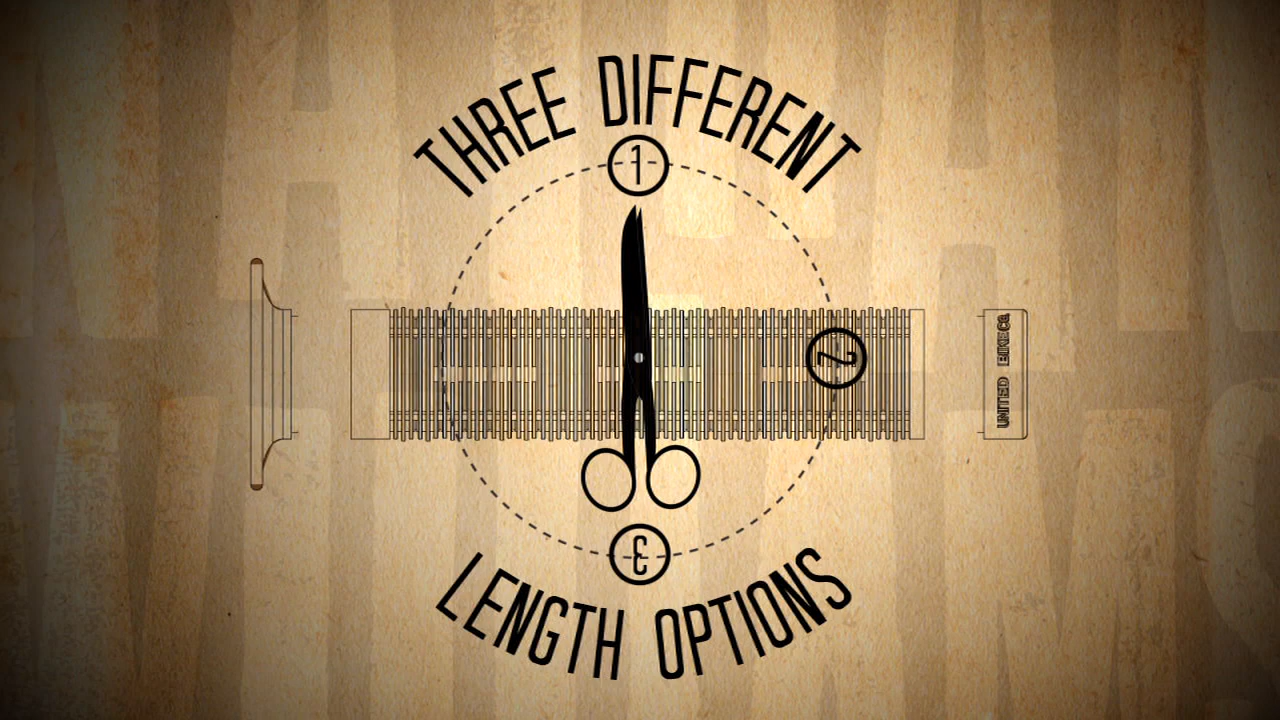 THREE DIFFERENT
1
2
3
UNITED BIKE Co.
LENGTH OPTIONS